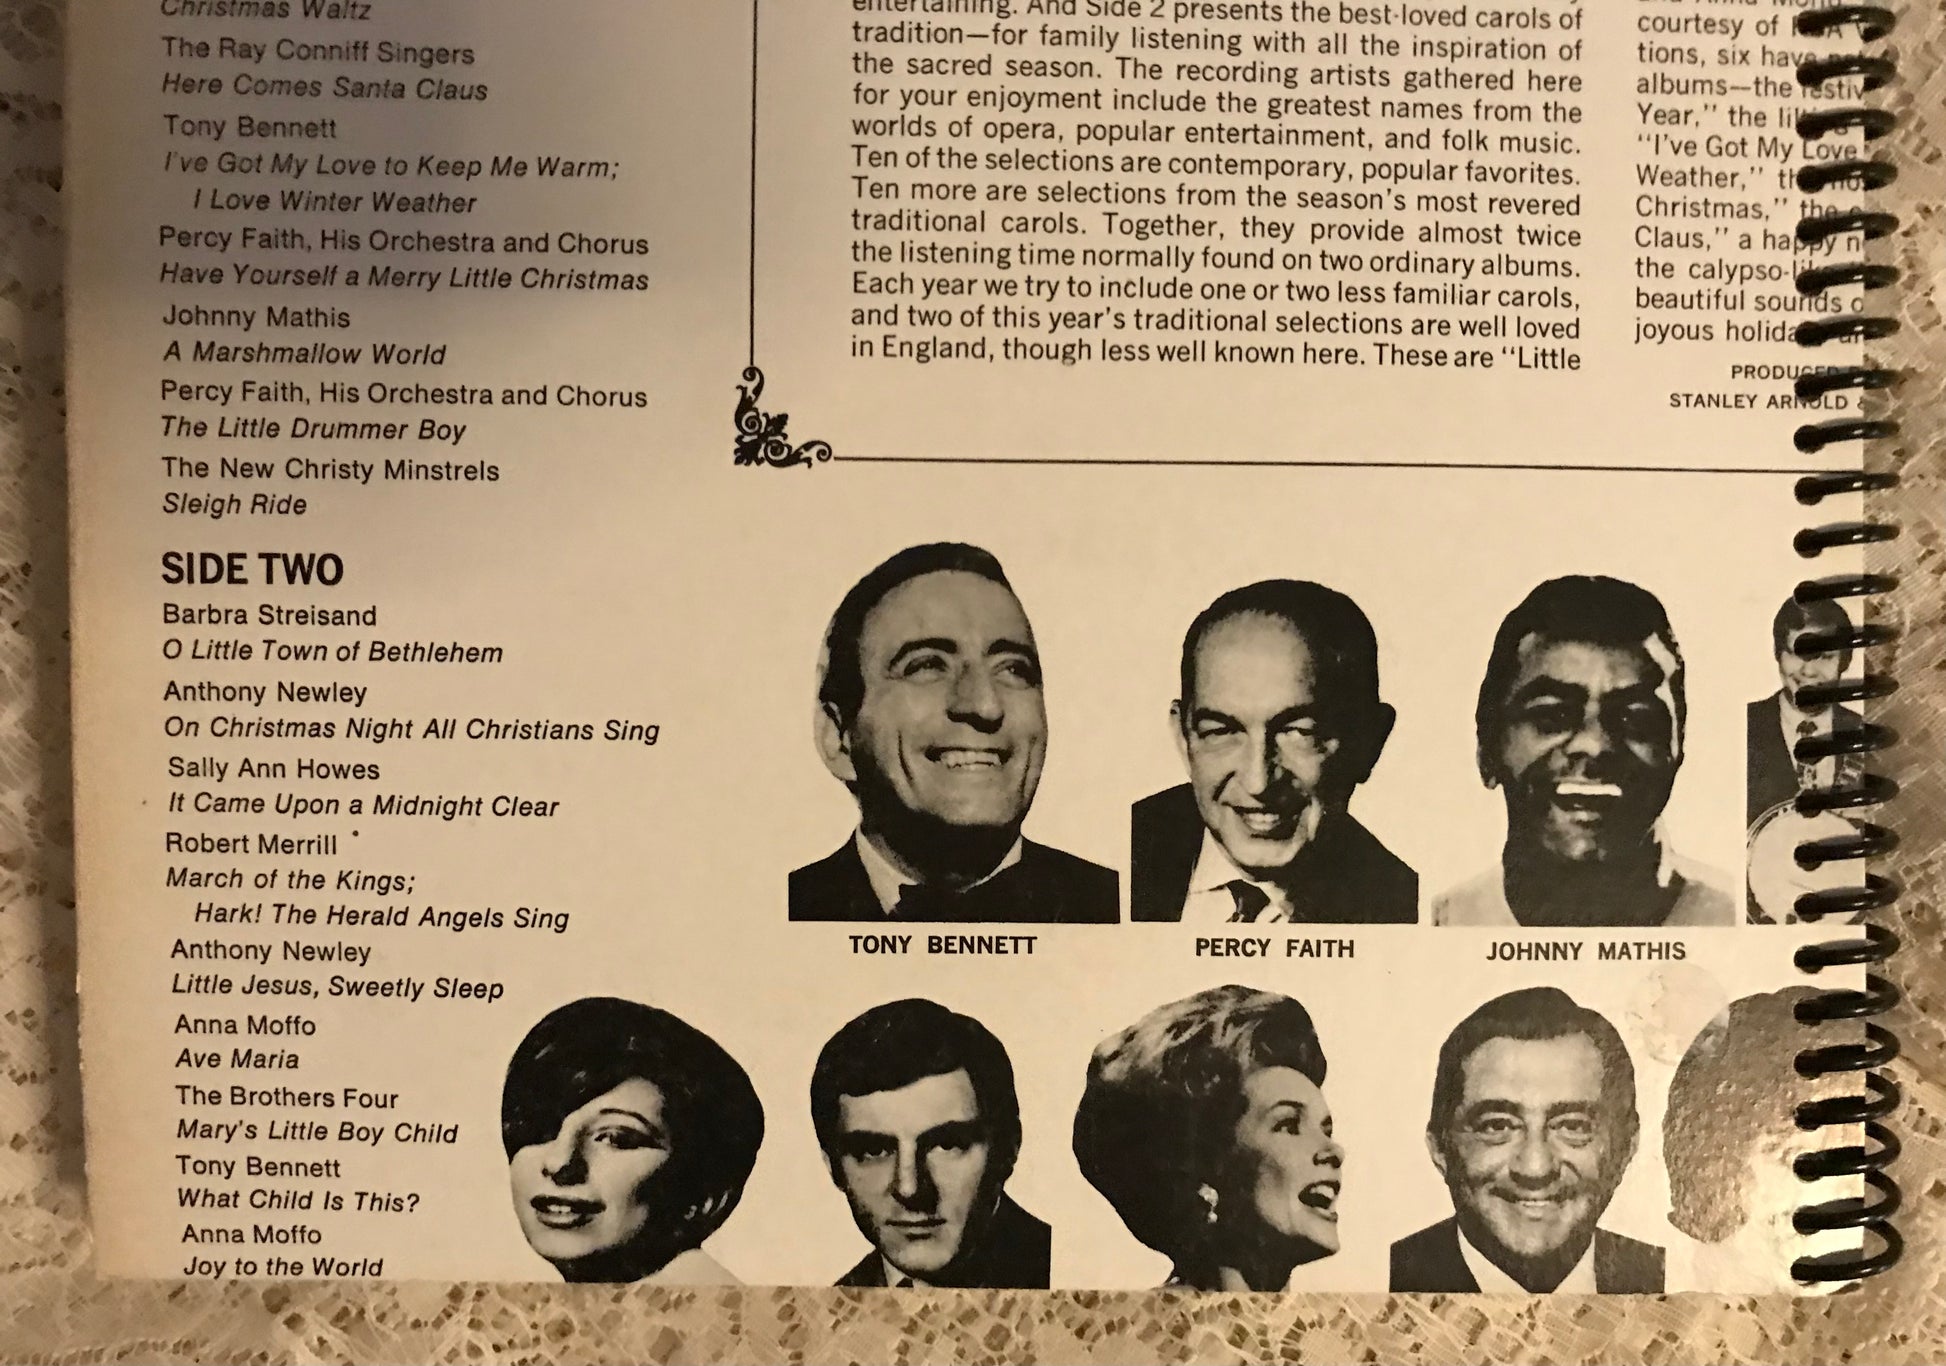 Christmas Waltz
The Ray Conniff Singers
Here Comes Santa Claus
Tony Bennett
I've Got My Love to Keep Me Warm;
I Love Winter Weather
Percy Faith, His Orchestra and Chorus
Have Yourself a Merry Little Christmas
Johnny Mathis
A Marshmallow World
Percy Faith, His Orchestra and Chorus
The Little Drummer Boy
The New Christy Minstrels
Sleigh Ride
SIDE TWO
Barbra Streisand
O Little Town of Bethlehem
Anthony Newley
On Christmas Night All Christians Sing
Sally Ann Howes
It Came Upon a Midnight Clear
Robert Merrill
March of the Kings;
Hark! The Herald Angels Sing
Anthony Newley
Little Jesus, Sweetly Sleep
Anna Moffo
Ave Maria
The Brothers Four
Mary's Little Boy Child
Tony Bennett
What Child Is This?
Anna Moffo
Joy to the World
entertaining. And Side 2 presents the best-loved carols of
tradition—for family listening with all the inspiration of
the sacred season. The recording artists gathered here
for your enjoyment include the greatest names from the
worlds of opera, popular entertainment, and folk music.
Ten of the selections are contemporary, popular favorites.
Ten more are selections from the season's most revered
traditional carols. Together, they provide almost twice
the listening time normally found on two ordinary albums.
Each year we try to include one or two less familiar carols,
and two of this year's traditional selections are well loved
in England, though less well known here. These are "Little
courtesy of
tions, six have
albums—the
Year," the
"I've Got My Love
Weather,"
Christmas," the
Claus," a happy
the calypso-
beautiful sounds
joyous
PRODUCED
STANLEY ARNOLD &
TONY BENNETT
PERCY FAITH
JOHNNY MATHIS